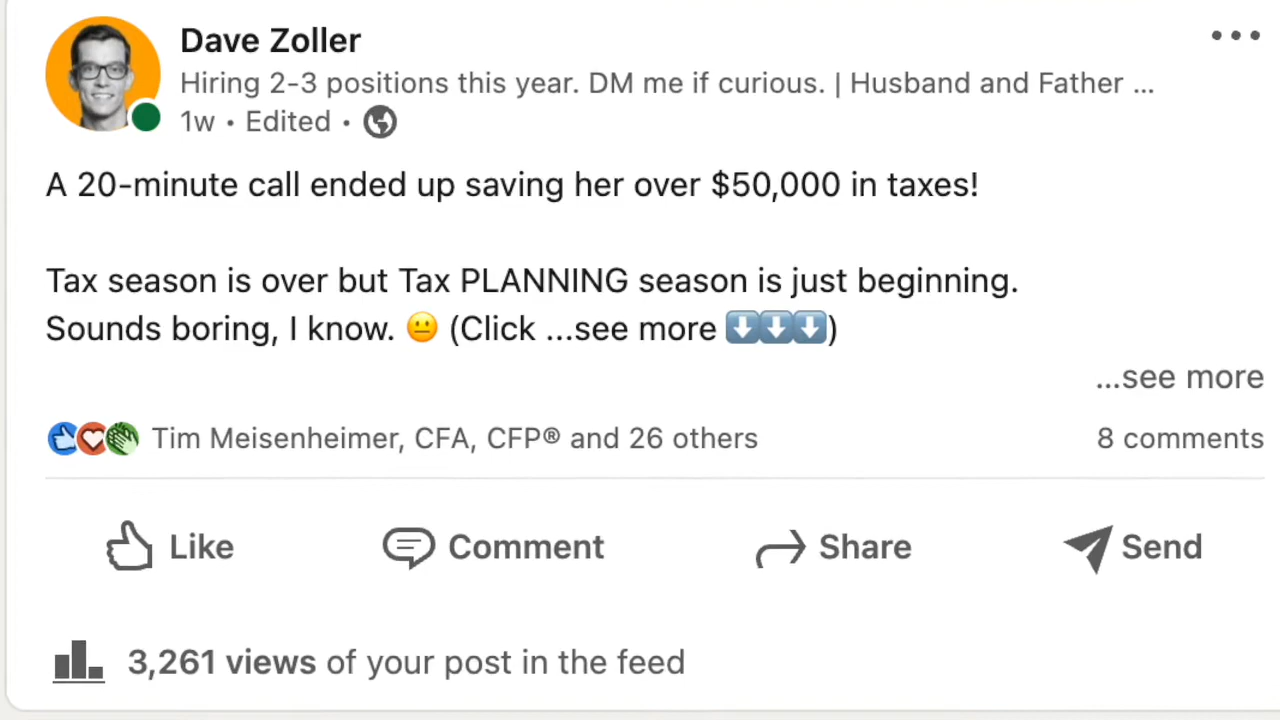 Dave Zoller
Hiring 2-3 positions this year. DM me if curious. | Husband and Father ...
1w • Edited •
A 20-minute call ended up saving her over $50,000 in taxes!
Tax season is over but Tax PLANNING season is just beginning.
Sounds boring, I know. 😐 (Click ...see more ⬇️⬇️⬇️)
...see more
Tim Meisenheimer, CFA, CFP® and 26 others
8 comments
Like
Comment
Share
Send
3,261 views of your post in the feed